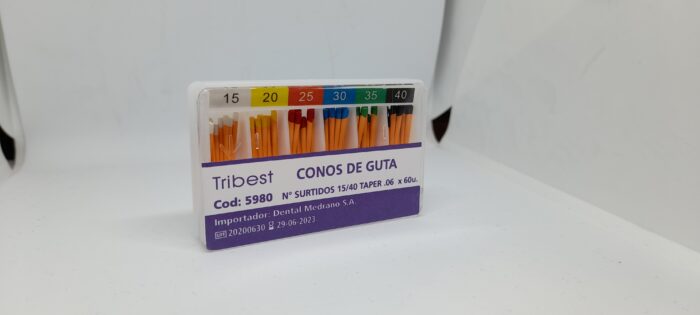 15 20 25 30 35 40
Tribest CONOS DE GUTA
Cod: 5980 N° SURTIDOS 15/40 TAPER .06 x 60u.
Importador: Dental Medrano S.A.
20200630 29-06-2023